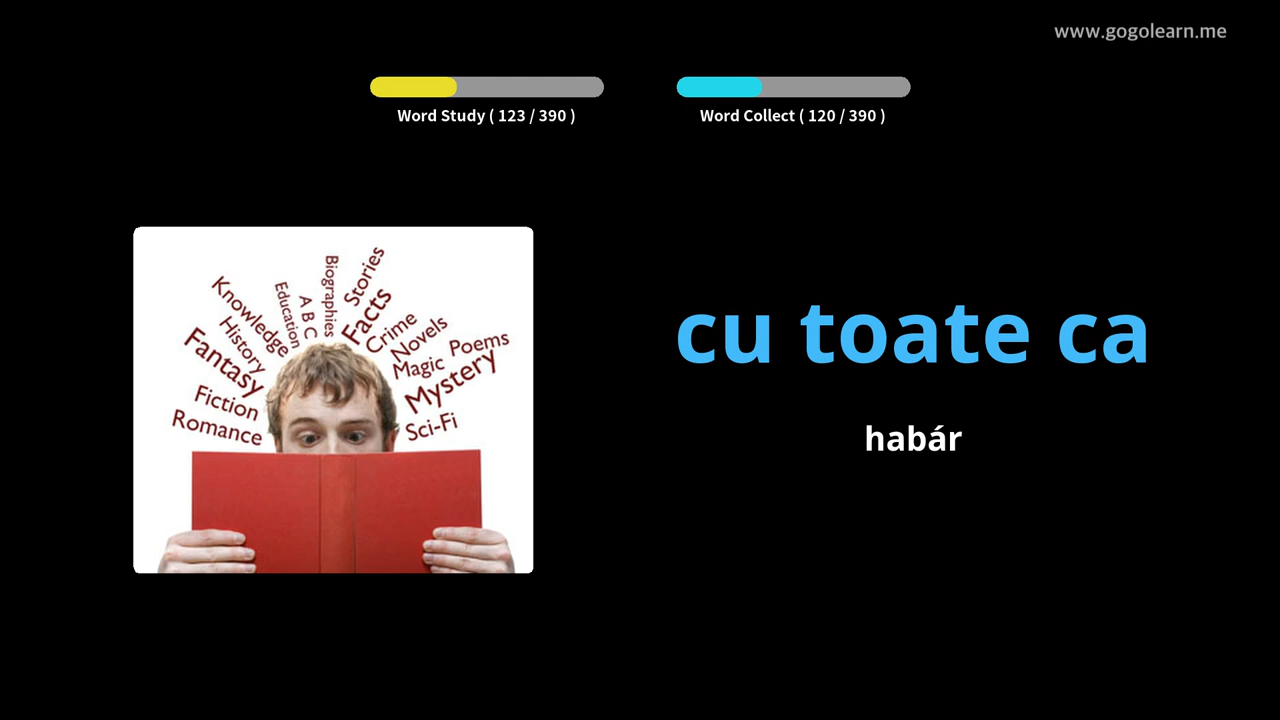 www.gogolearn.me
Word Study ( 123 / 390 )
Word Collect ( 120 / 390 )
Biographies
Stories
Education
A B C
Facts
Knowledge
Crime
History
Novels
Fantasy
Magic
Poems
Mystery
Fiction
Romance
Sci-Fi
cu toate ca
habár